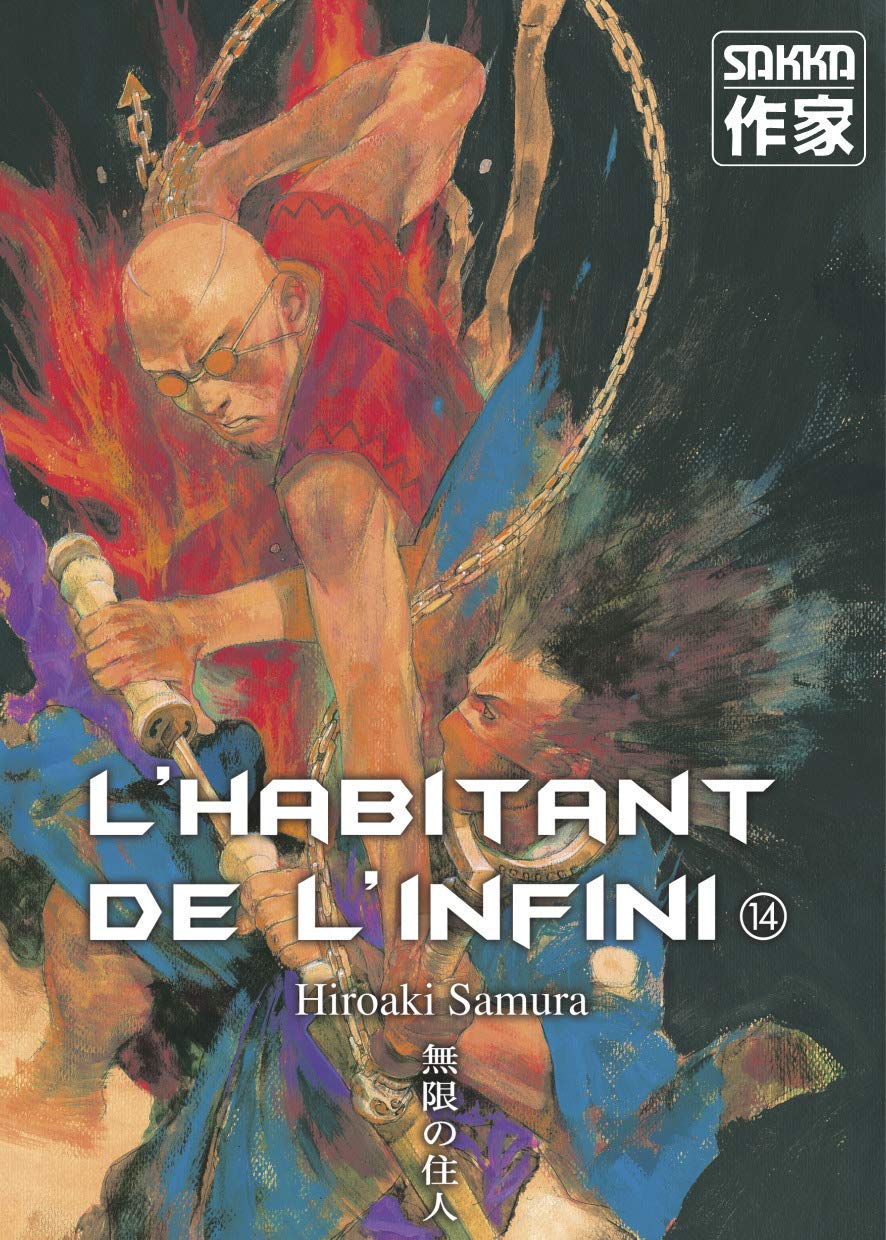 SAKKA
作家
L'HABITANT
DE L'INFINI 14
Hiroaki Samura
無限の住人